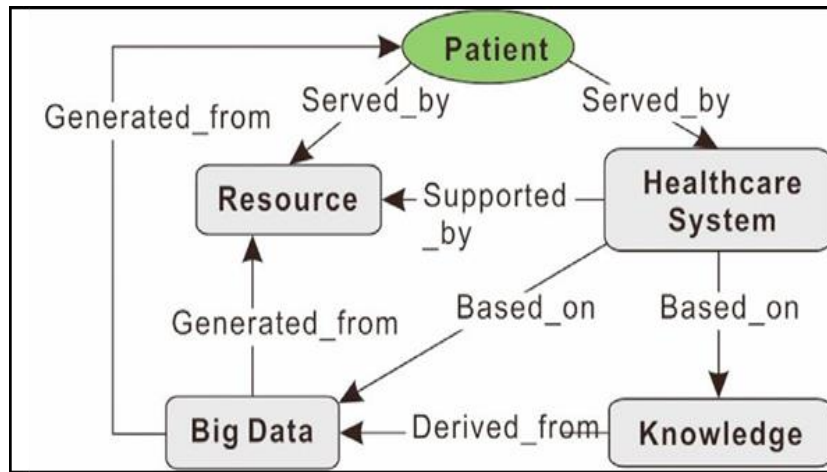 Patient
Served_by
Served_by
Generated_from
Healthcare
System
Resource
Supported
_by
Generated_from
Based_on
Based_on
Big Data
Derived_from
Knowledge